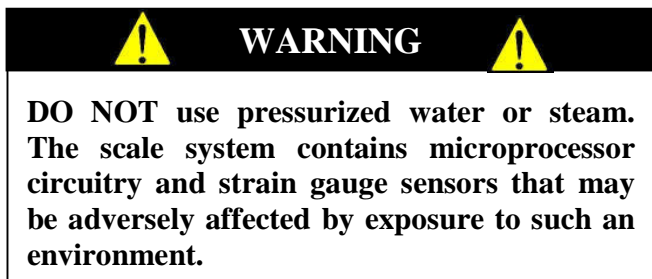 WARNING
DO NOT use pressurized water or steam.
The scale system contains microprocessor
circuitry and strain gauge sensors that may
be adversely affected by exposure to such an
environment.